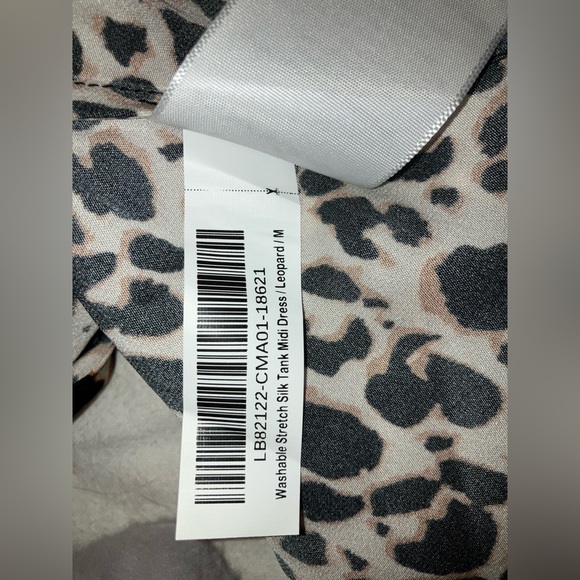 LB82122-CMA01-18621
Washable Stretch Silk Tank Midi Dress / Leopard / M